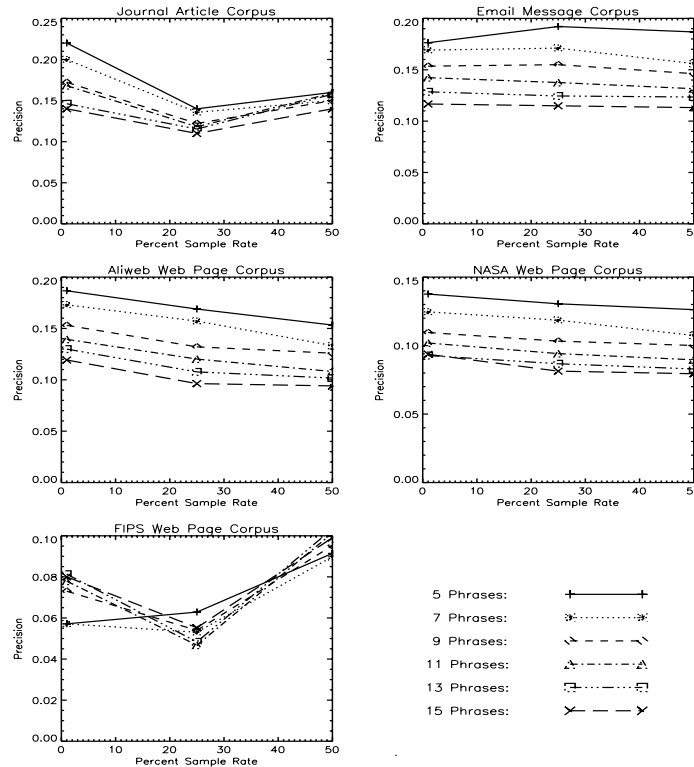 Journal Article Corpus
0.25
0.20
0.15
0.10
0.05
0.00
Precision
0 10 20 30 40 50
Percent Sample Rate
Email Message Corpus
0.20
0.15
0.10
0.05
0.00
Precision
0 10 20 30 40 50
Percent Sample Rate
Aliweb Web Page Corpus
0.20
0.15
0.10
0.05
0.00
Precision
0 10 20 30 40 50
Percent Sample Rate
NASA Web Page Corpus
0.15
0.10
0.05
0.00
Precision
0 10 20 30 40 50
Percent Sample Rate
FIPS Web Page Corpus
0.10
0.08
0.06
0.04
0.02
0.00
Precision
0 10 20 30 40 50
Percent Sample Rate
5 Phrases:
7 Phrases:
9 Phrases:
11 Phrases:
13 Phrases:
15 Phrases: